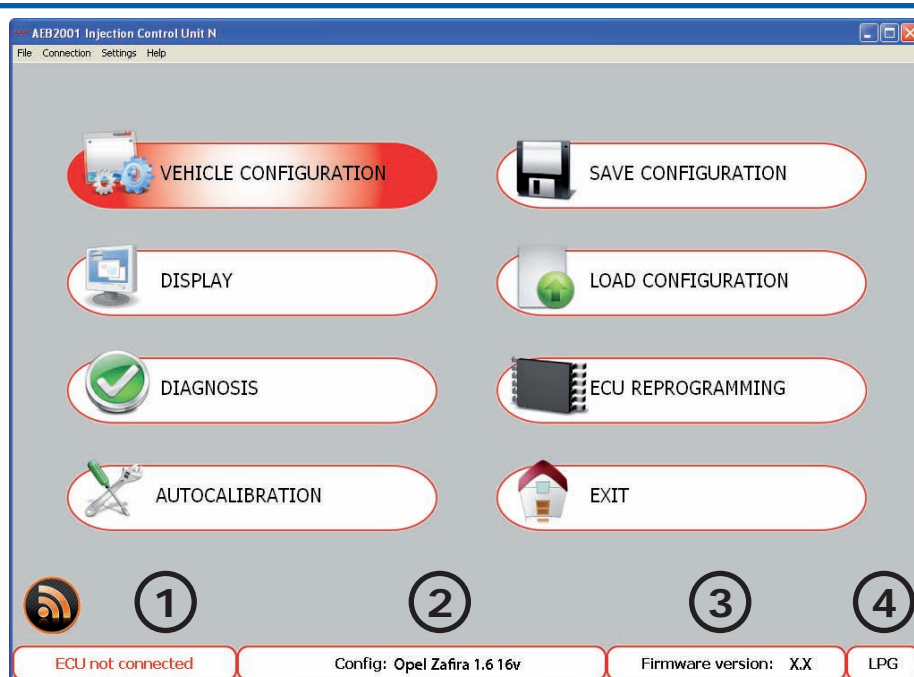 AEB2001 Injection Control Unit N
File Connection Settings Help
VEHICLE CONFIGURATION
SAVE CONFIGURATION
DISPLAY
LOAD CONFIGURATION
DIAGNOSIS
ECU REPROGRAMMING
AUTOCALIBRATION
EXIT
1 2 3 4
ECU not connected Config: Opel Zafira 1.6 16v Firmware version: X.X LPG